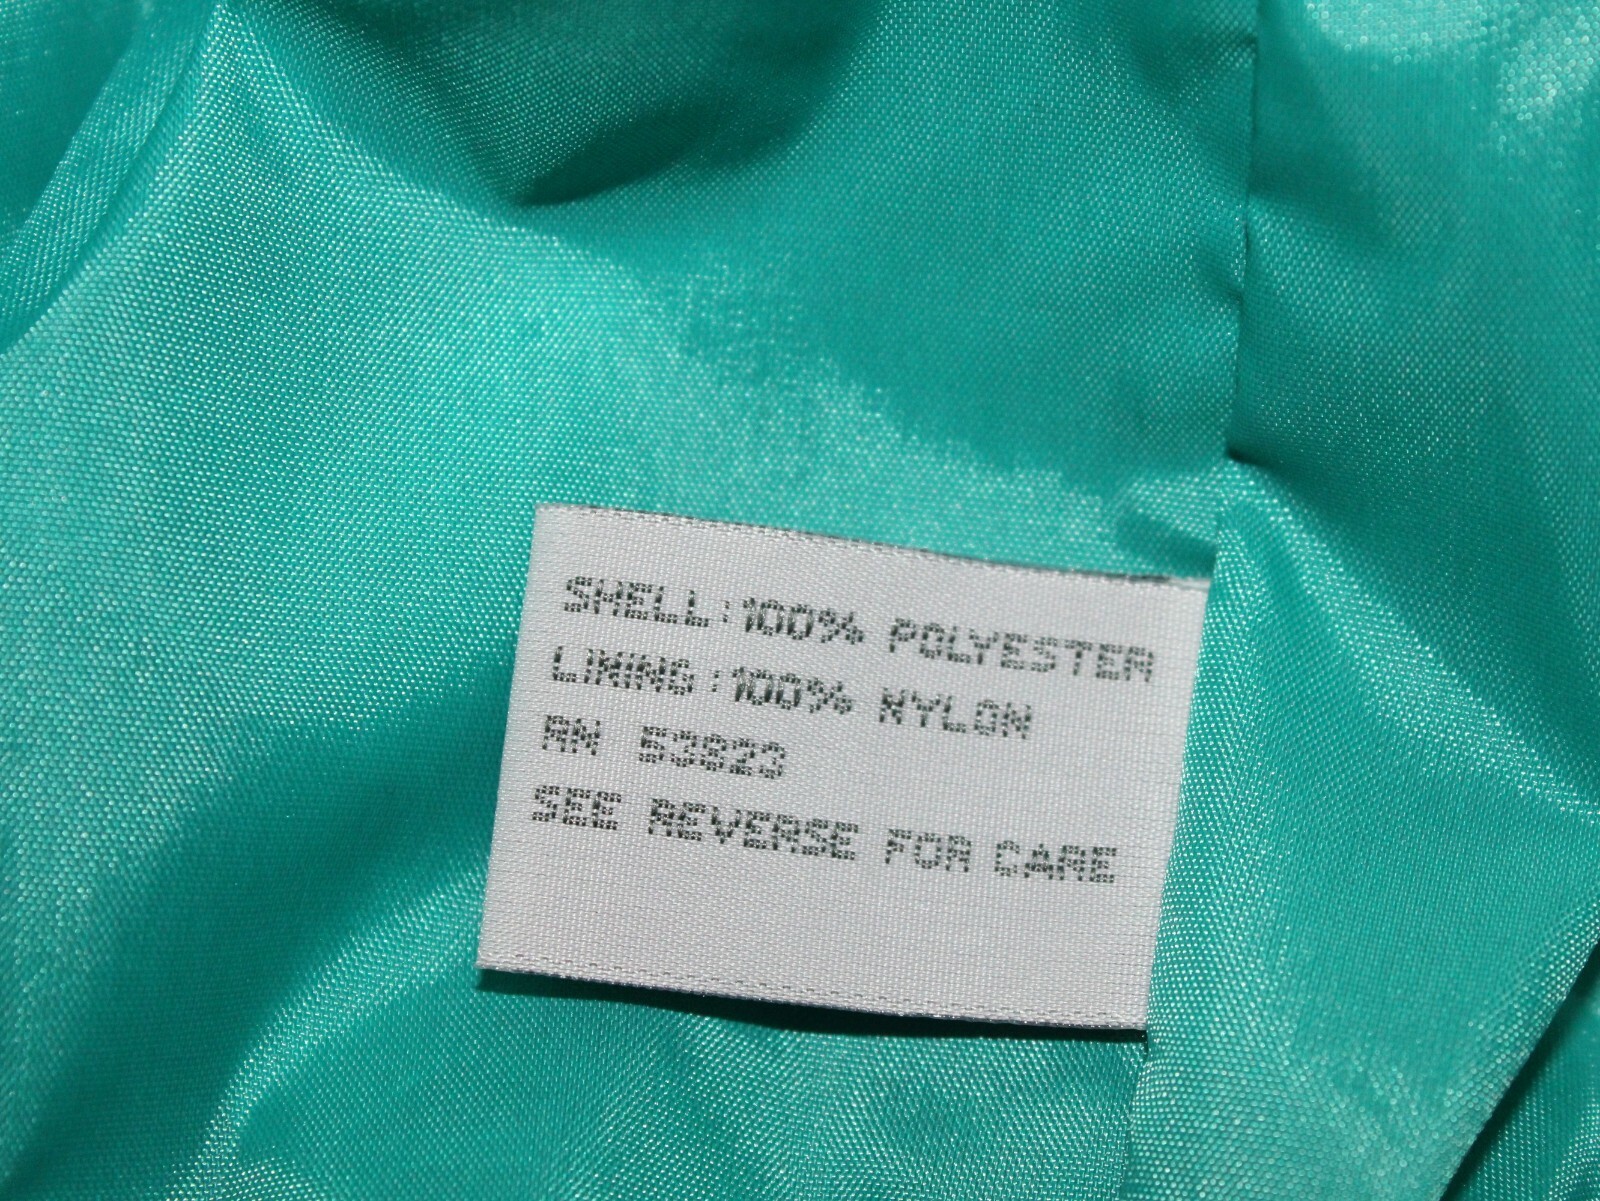 SHELL:100% POLYESTER
LINING:100% NYLON
RN 53823
SEE REVERSE FOR CARE